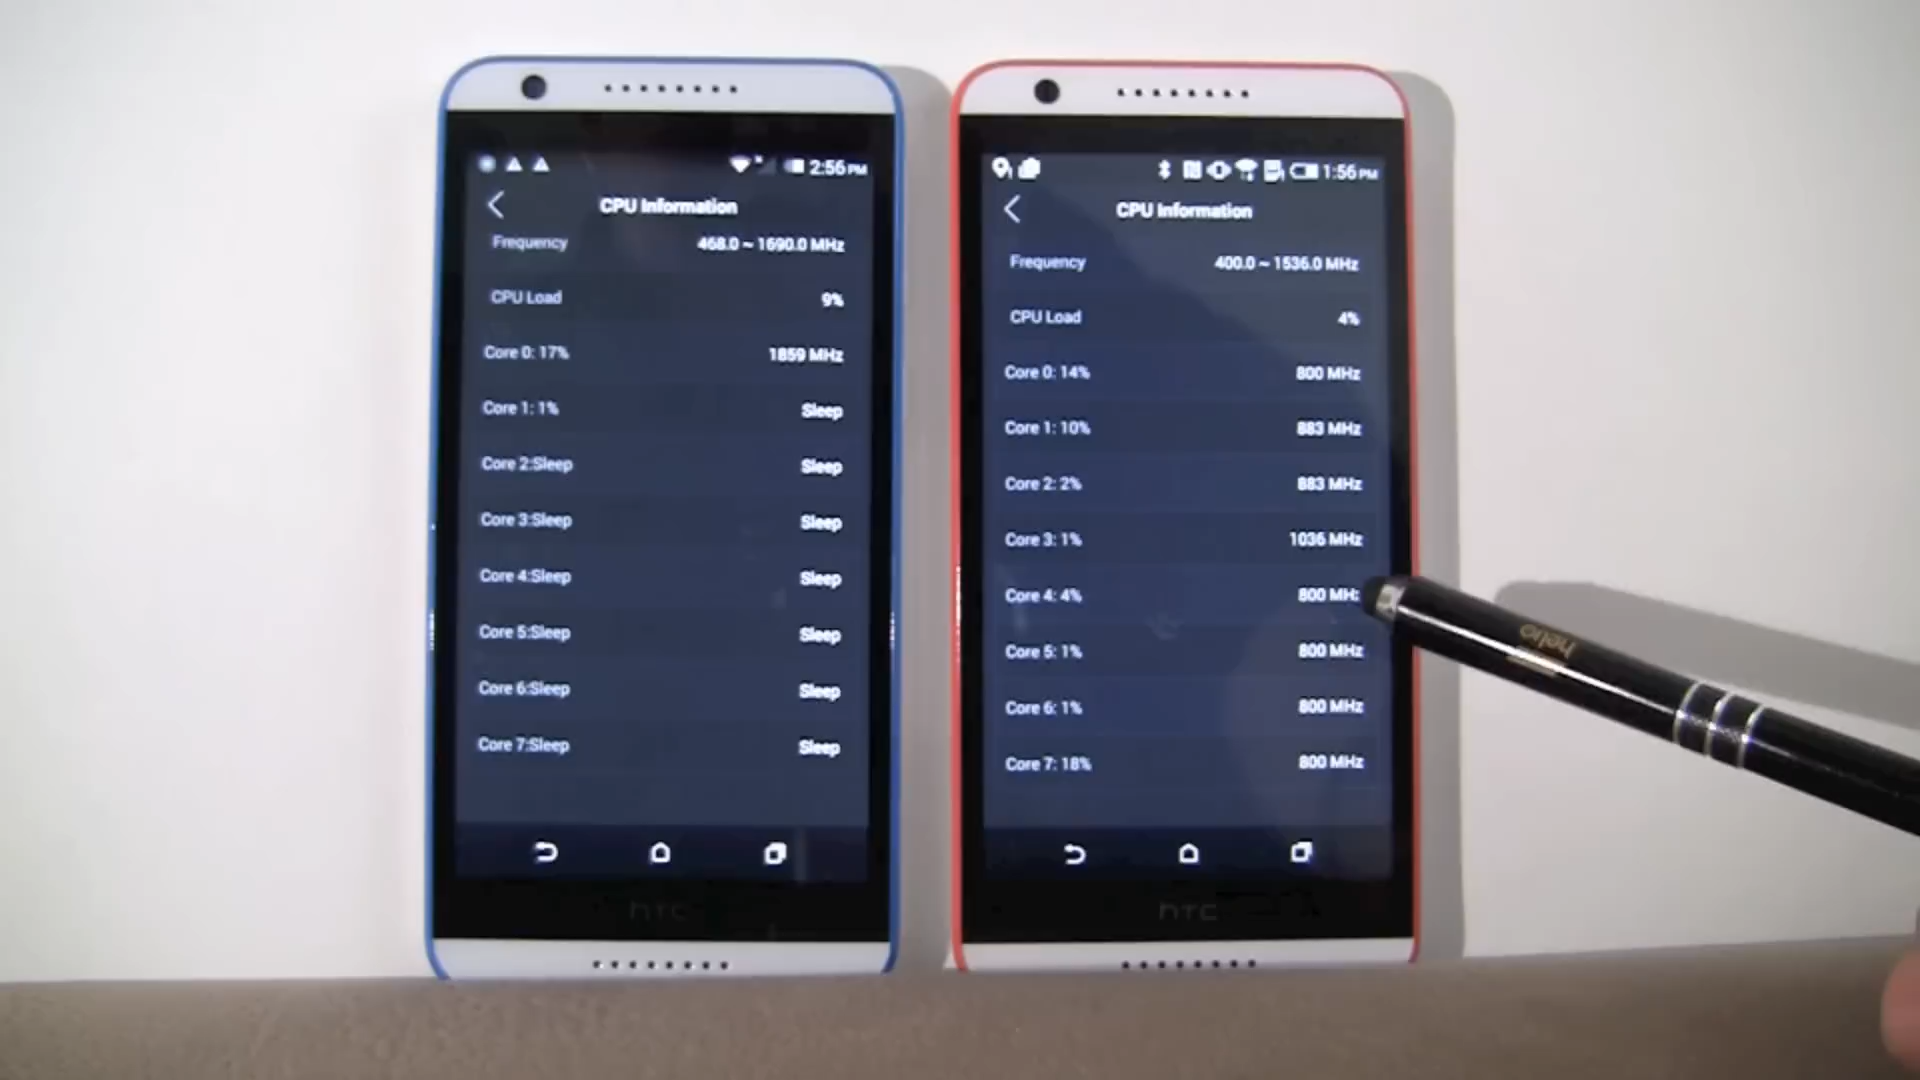 2:56 PM
CPU Information
Frequency 468.0 ~ 1690.0 MHz
CPU Load 9%
Core 0: 17% 1859 MHz
Core 1: 1% Sleep
Core 2:Sleep Sleep
Core 3:Sleep Sleep
Core 4:Sleep Sleep
Core 5:Sleep Sleep
Core 6:Sleep Sleep
Core 7:Sleep Sleep
hTC
1:56 PM
CPU Information
Frequency 400.0 ~ 1536.0 MHz
CPU Load 4%
Core 0: 14% 800 MHz
Core 1: 10% 883 MHz
Core 2: 2% 883 MHz
Core 3: 1% 1036 MHz
Core 4: 4% 800 MH
Core 5: 1% 800 MHz
Core 6: 1% 800 MHz
Core 7: 18% 800 MHz
hTC
helio